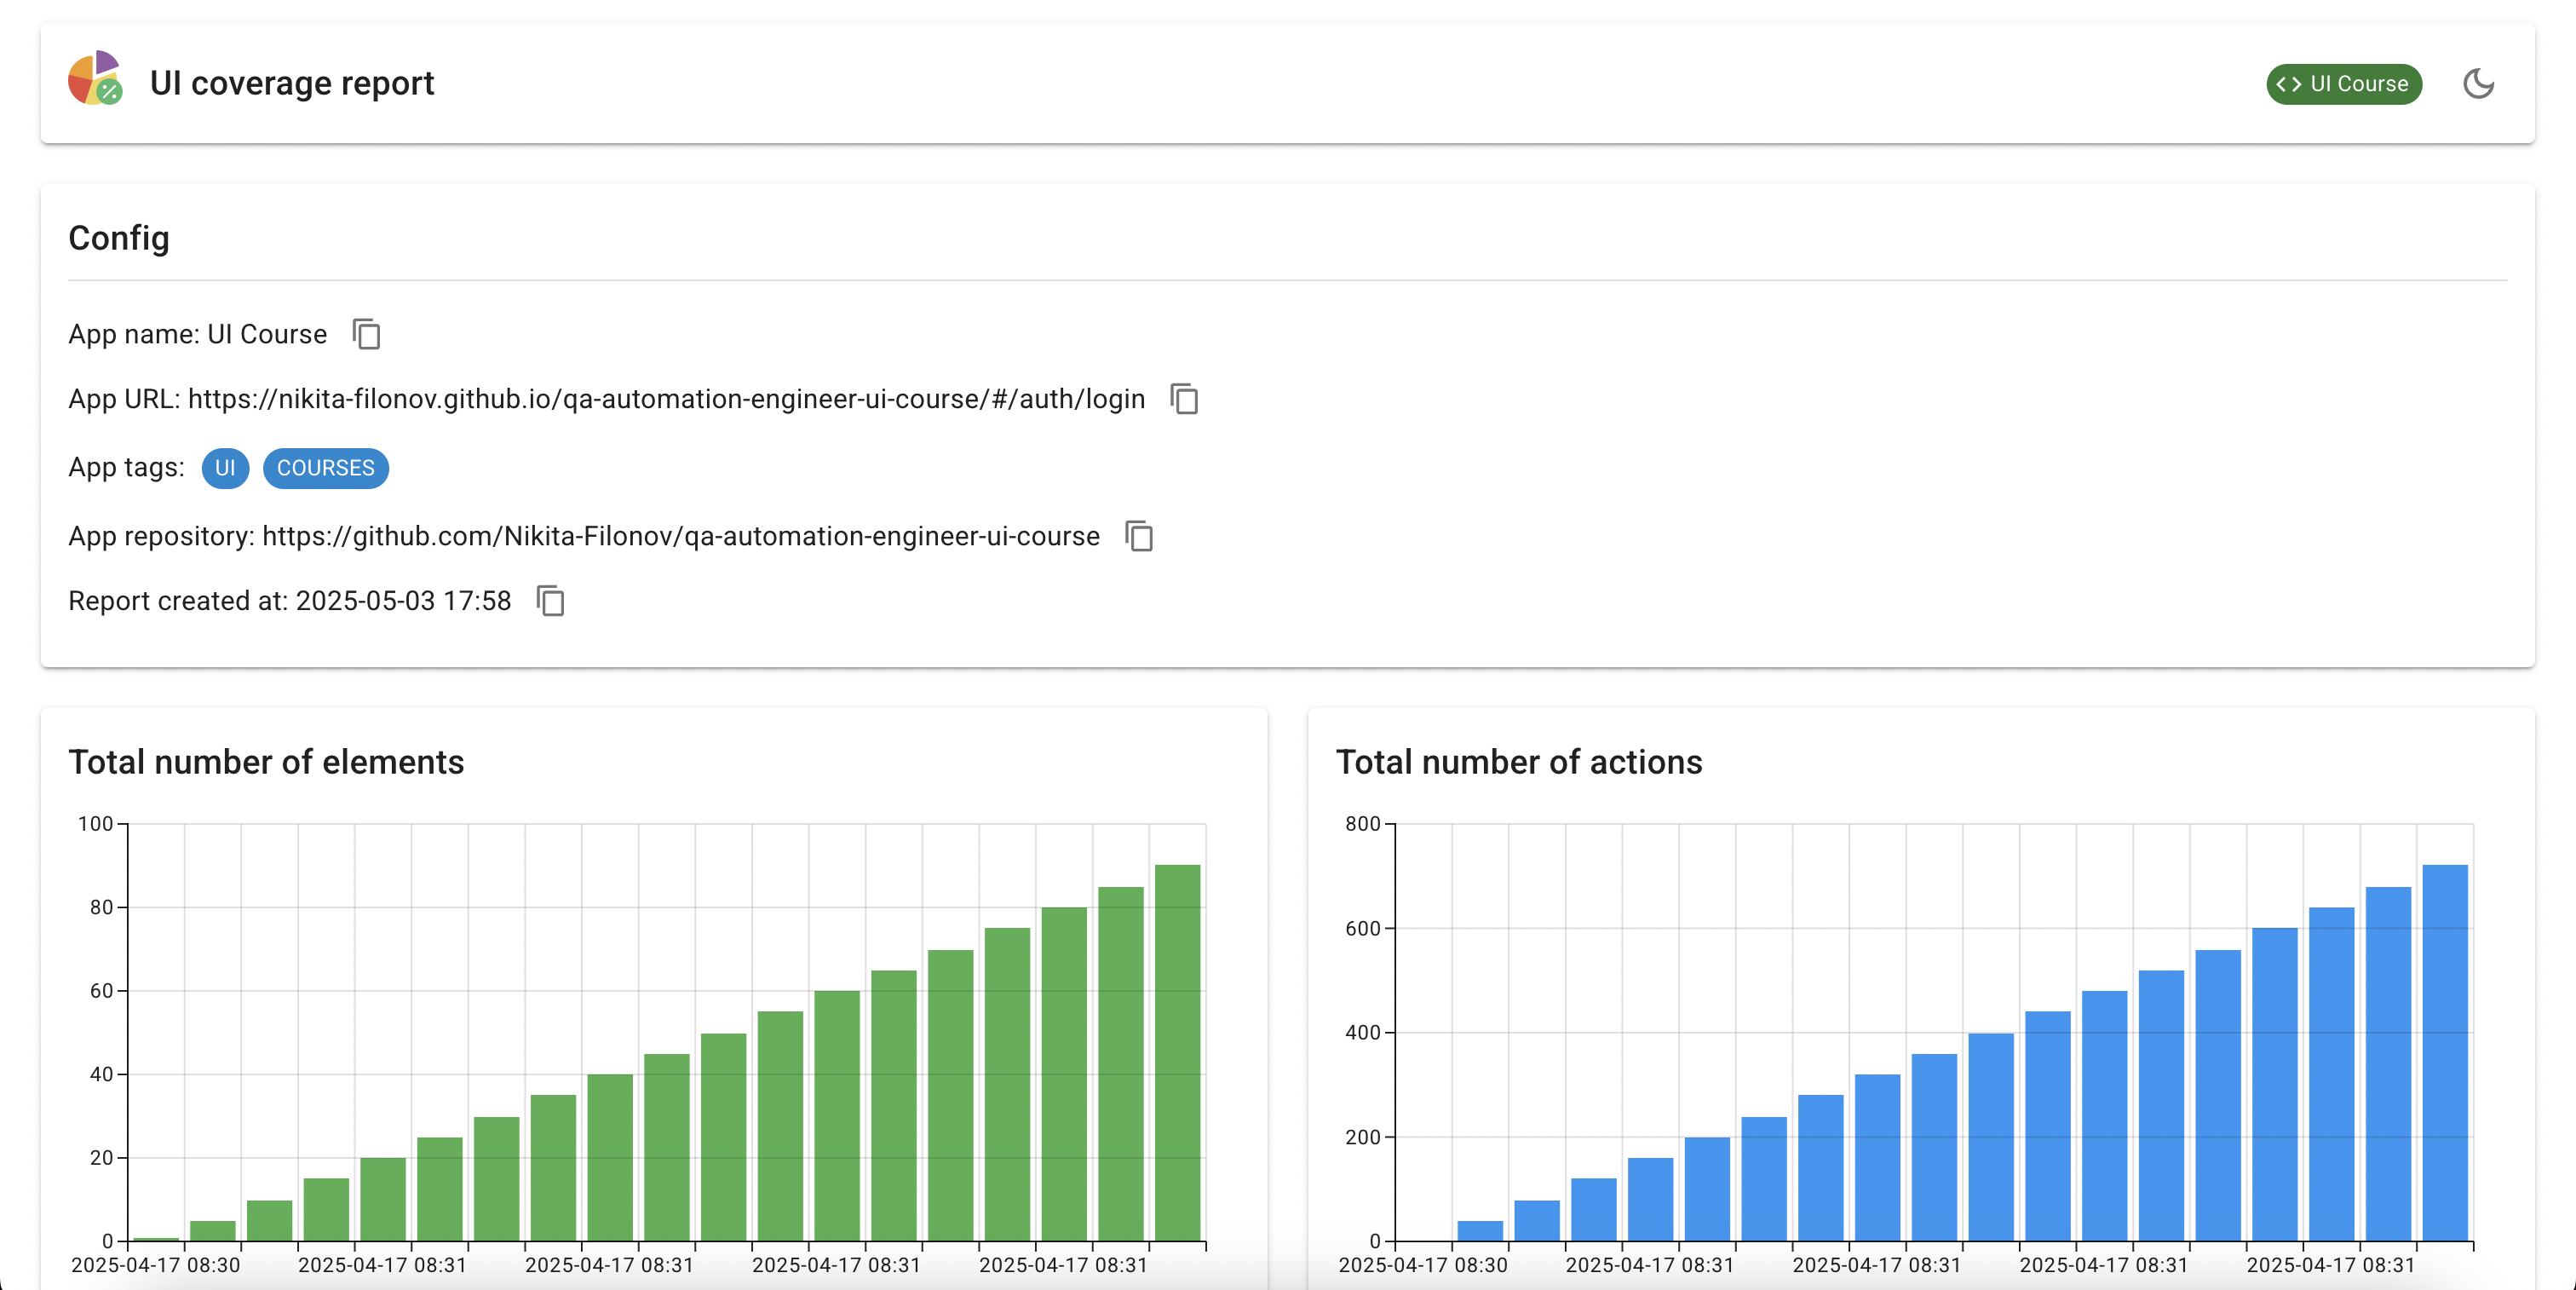 UI coverage report
<> UI Course
Config
App name: UI Course
App URL: https://nikita-filonov.github.io/qa-automation-engineer-ui-course/#/auth/login
App tags: UI COURSES
App repository: https://github.com/Nikita-Filonov/qa-automation-engineer-ui-course
Report created at: 2025-05-03 17:58
Total number of elements
100
80
60
40
20
0
2025-04-17 08:30 2025-04-17 08:31 2025-04-17 08:31 2025-04-17 08:31 2025-04-17 08:31
Total number of actions
800
600
400
200
0
2025-04-17 08:30 2025-04-17 08:31 2025-04-17 08:31 2025-04-17 08:31 2025-04-17 08:31